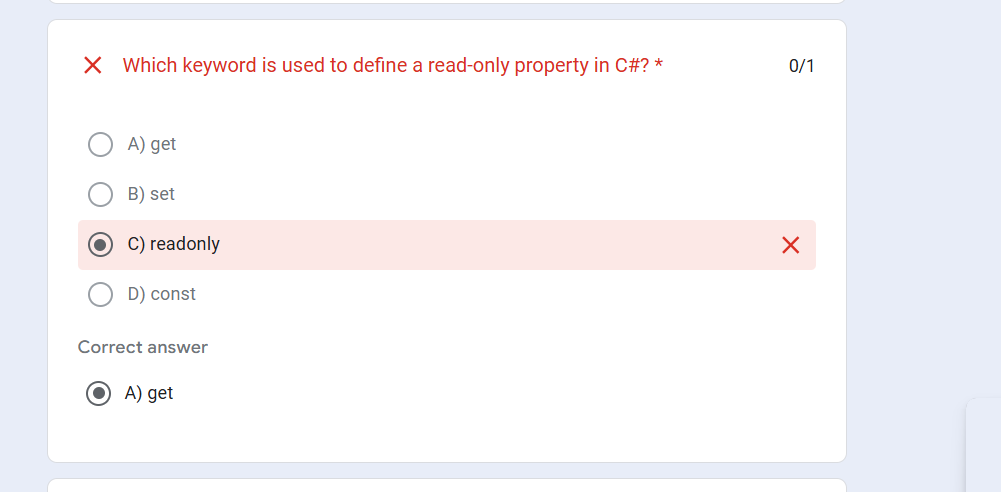 Which keyword is used to define a read-only property in C#? *
0/1
A) get
B) set
C) readonly
D) const
Correct answer
A) get